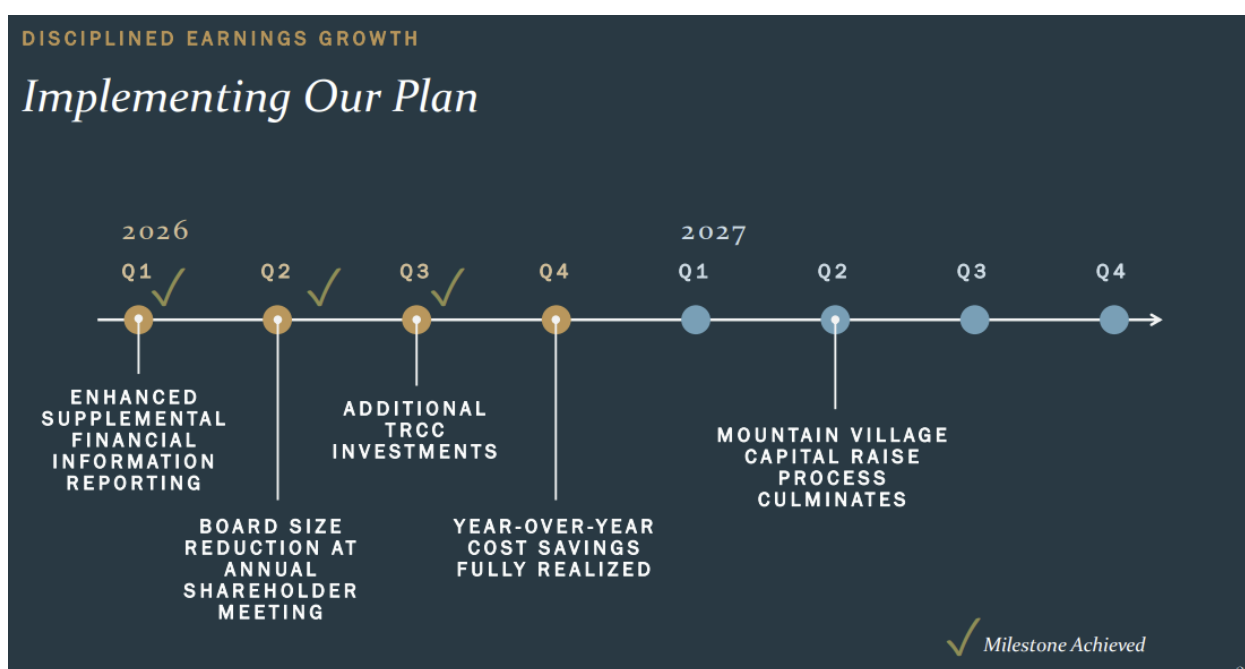 DISCIPLINED EARNINGS GROWTH
Implementing Our Plan
2026
2027
Q1 Q2 Q3 Q4 Q1 Q2 Q3 Q4
ENHANCED
SUPPLEMENTAL
FINANCIAL
INFORMATION
REPORTING
BOARD SIZE
REDUCTION AT
ANNUAL
SHAREHOLDER
MEETING
ADDITIONAL
TRCC
INVESTMENTS
YEAR-OVER-YEAR
COST SAVINGS
FULLY REALIZED
MOUNTAIN VILLAGE
CAPITAL RAISE
PROCESS
CULMINATES
Milestone Achieved